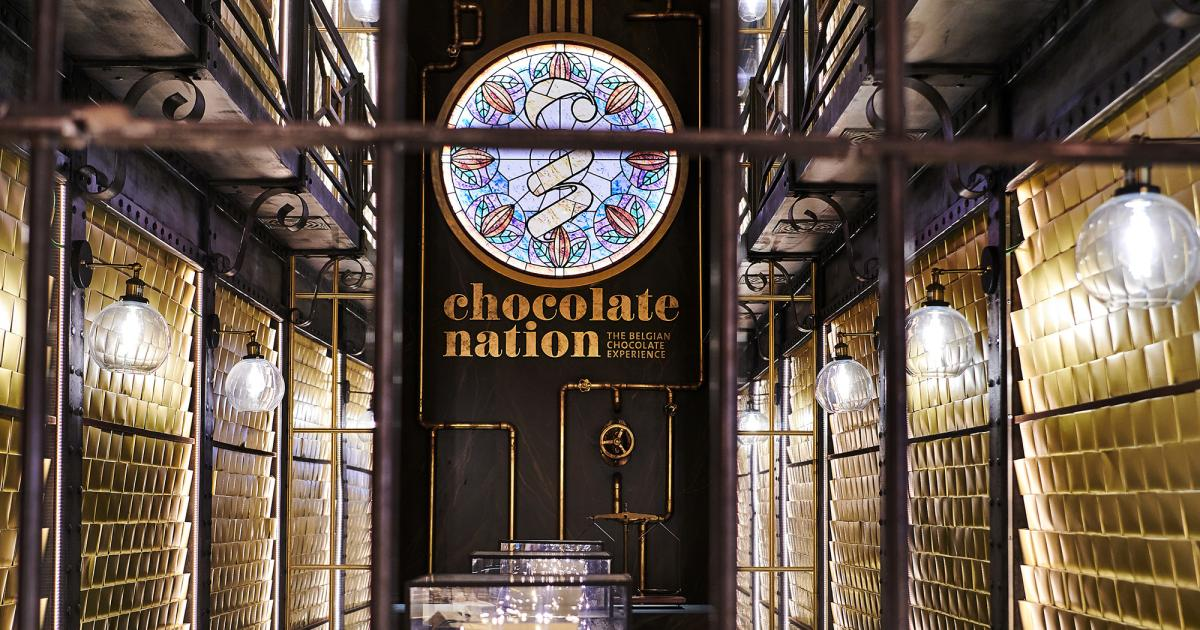 chocolate
nation
THE BELGIAN
CHOCOLATE
EXPERIENCE